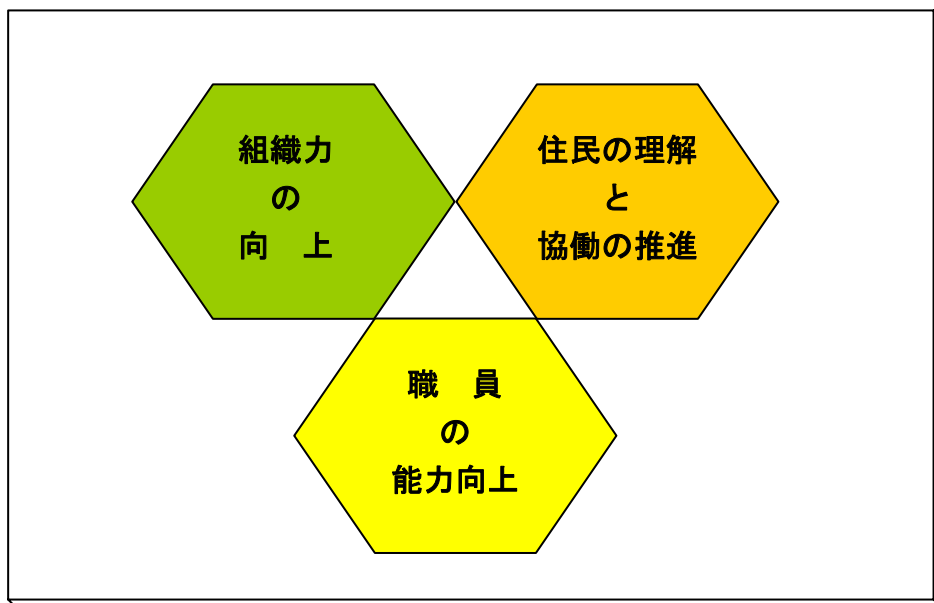 組織力
の
向　上
住民の理解
と
協働の推進
職　員
の
能力向上